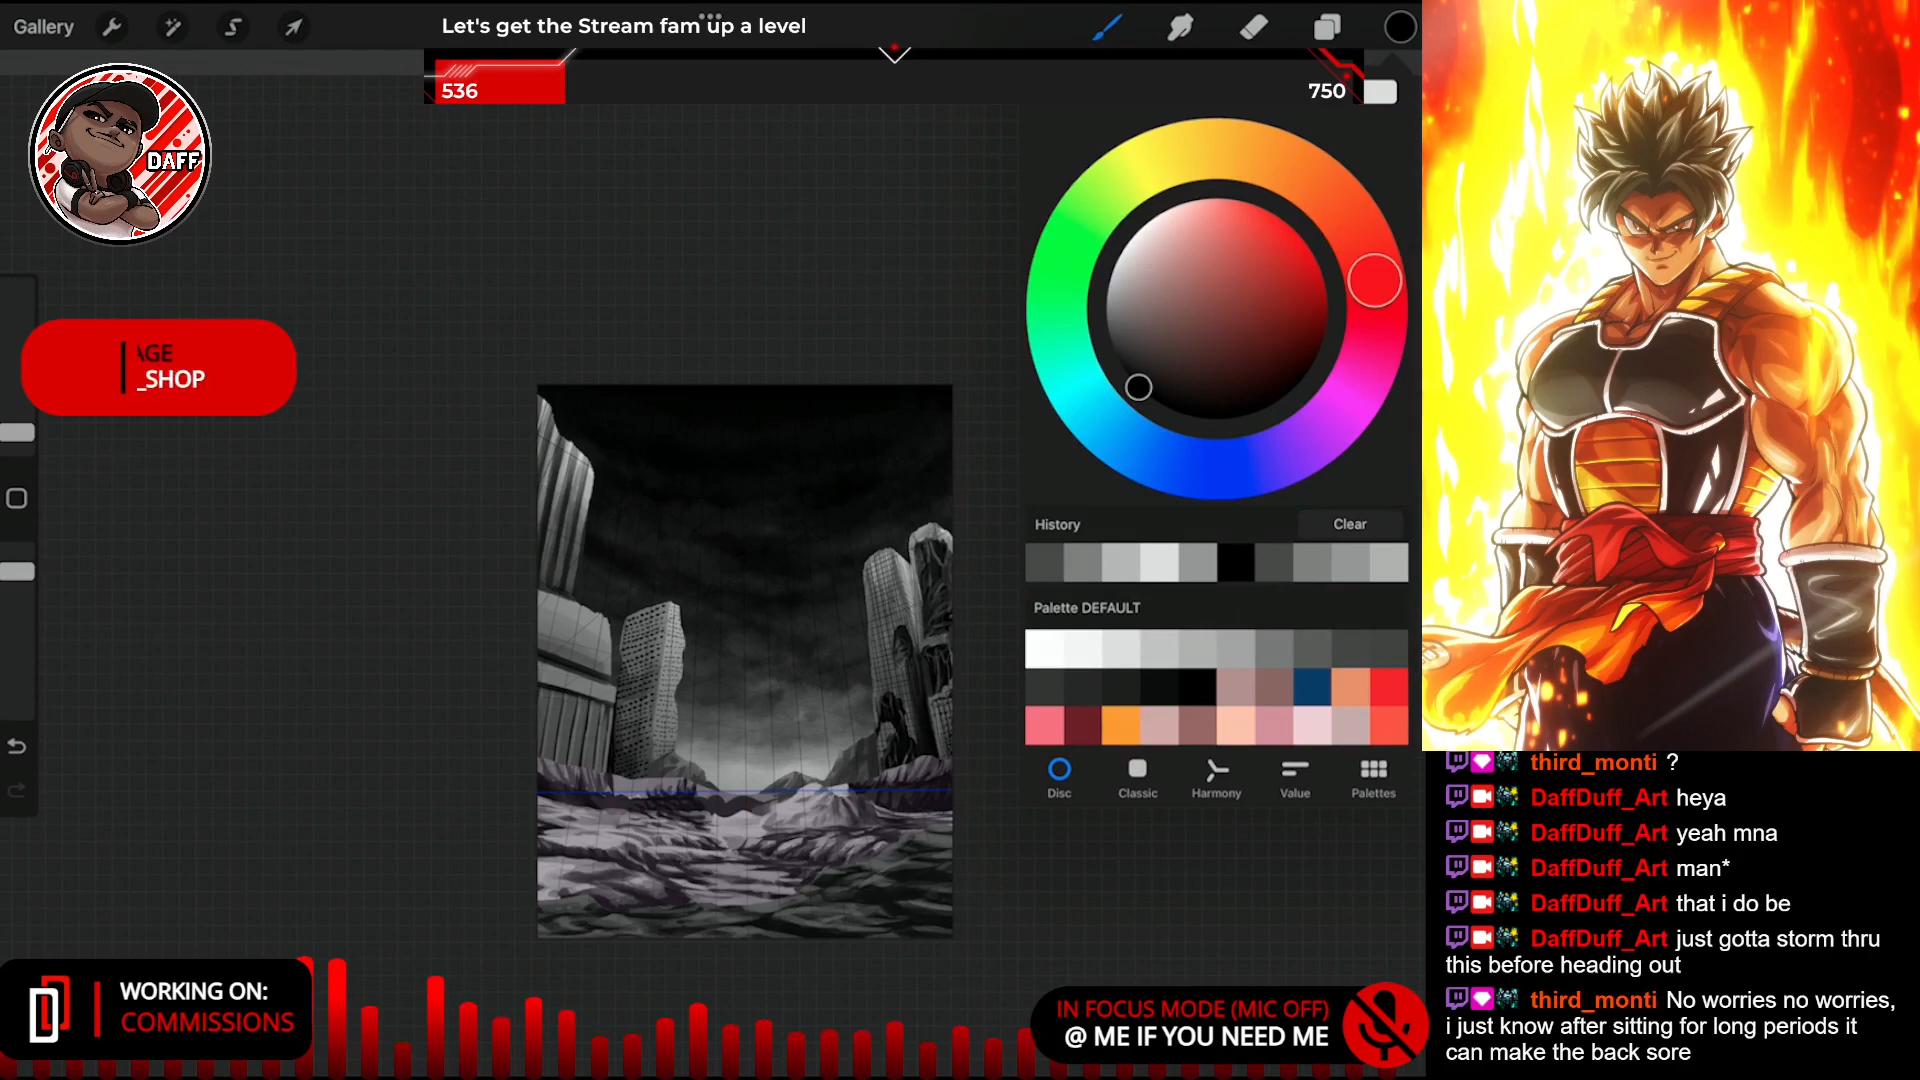 Gallery
Let's get the Stream fam up a level
536
750
DAFF
AGE
_SHOP
History
Clear
Palette DEFAULT
Disc
Classic
Harmony
Value
Palettes
WORKING ON:
COMMISSIONS
IN FOCUS MODE (MIC OFF)
@ ME IF YOU NEED ME
third_monti ?
DaffDuff_Art heya
DaffDuff_Art yeah mna
DaffDuff_Art man*
DaffDuff_Art that i do be
DaffDuff_Art just gotta storm thru
this before heading out
third_monti No worries no worries,
i just know after sitting for long periods it
can make the back sore